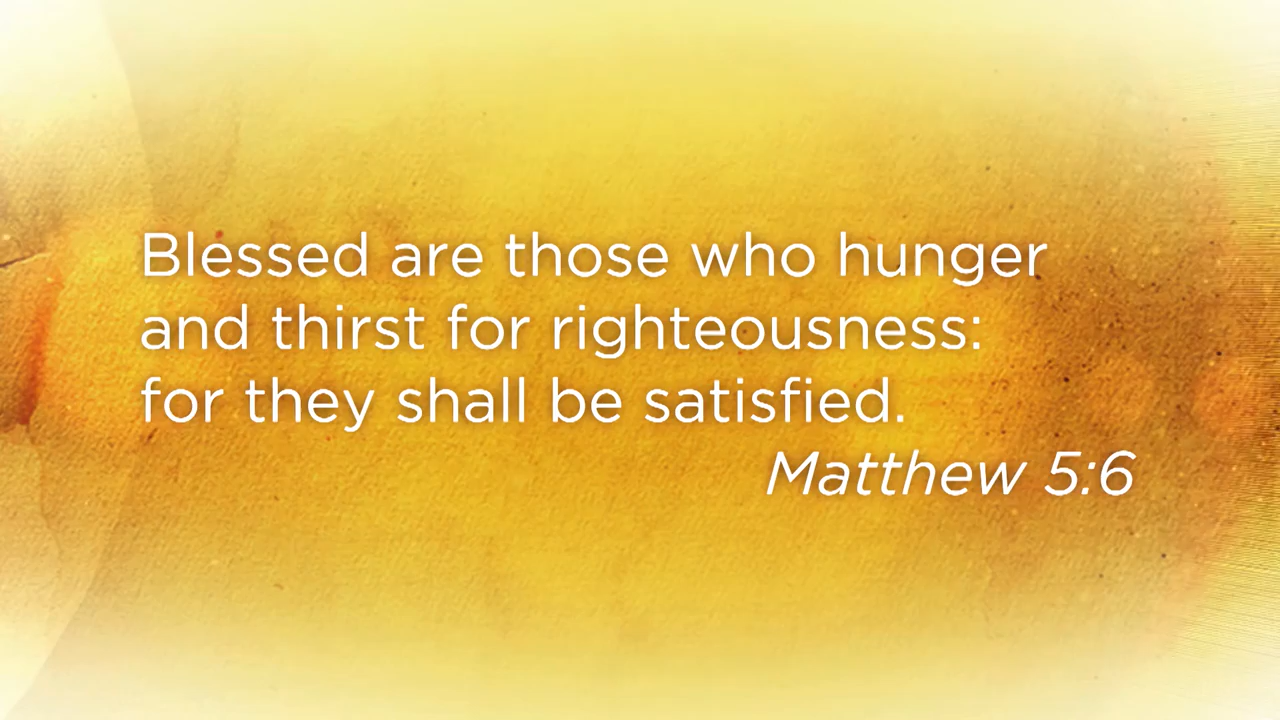 Blessed are those who hunger
and thirst for righteousness:
for they shall be satisfied.
Matthew 5:6